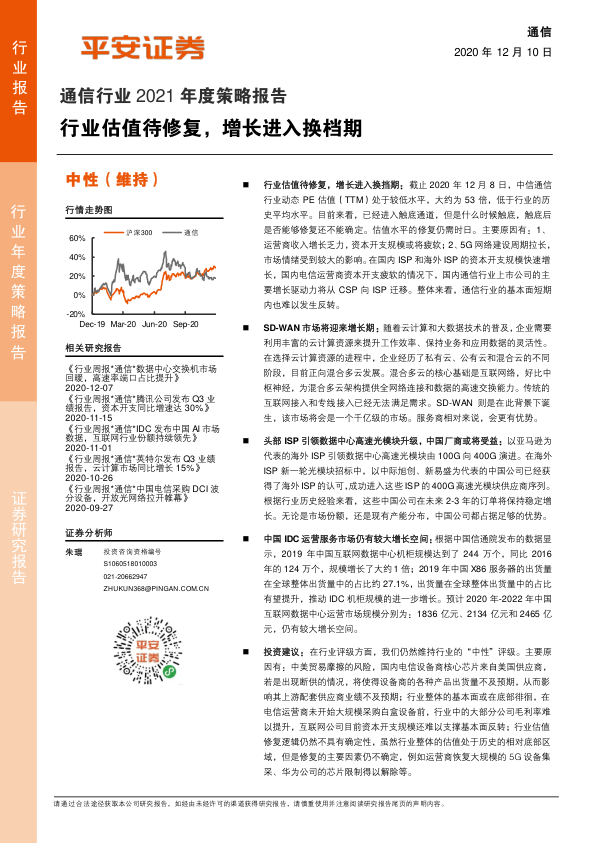 行业报告
行业年度策略报告
证券研究报告
平安证券
通信
2020 年 12 月 10 日
通信行业 2021 年度策略报告
行业估值待修复，增长进入换档期
中性（维持）
行情走势图
沪深300
通信
60%
40%
20%
0%
-20%
Dec-19 Mar-20 Jun-20 Sep-20
相关研究报告
《行业周报*通信*数据中心交换机市场
回暖，高速率端口占比提升》
2020-12-07
《行业周报*通信*腾讯公司发布 Q3 业
绩报告，资本开支同比增速达 30%》
2020-11-15
《行业周报*通信*IDC 发布中国 AI 市场
数据，互联网行业份额持续领先》
2020-11-01
《行业周报*通信*英特尔发布 Q3 业绩
报告，云计算市场同比增长 15%》
2020-10-26
《行业周报*通信*中国电信采购 DCI 波
分设备，开放光网络拉开帷幕》
2020-09-27
证券分析师
朱琨
投资咨询资格编号
S1060518010003
021-20662947
ZHUKUN368@PINGAN.COM.CN
平安
证券
行业估值待修复，增长进入换挡期：截止 2020 年 12 月 8 日，中信通信
行业动态 PE 估值（TTM）处于较低水平，大约为 53 倍，低于行业的历
史平均水平。目前来看，已经进入触底通道，但是什么时候触底，触底后
是否能够修复还不能确定。估值水平的修复仍需时日。主要原因有：1、
运营商收入增长乏力，资本开支规模或将疲软；2、5G 网络建设周期拉长，
市场情绪受到较大的影响。在国内 ISP 和海外 ISP 的资本开支规模快速增
长，国内电信运营商资本开支疲软的情况下，国内通信行业上市公司的主
要增长驱动力将从 CSP 向 ISP 迁移。整体来看，通信行业的基本面短期
内也难以发生反转。
SD-WAN 市场将迎来增长期：随着云计算和大数据技术的普及，企业需要
利用丰富的云计算资源来提升工作效率、保持业务和应用数据的灵活性。
在选择云计算资源的进程中，企业经历了私有云、公有云和混合云的不同
阶段，目前正向混合多云发展。混合多云的核心基础是互联网络，好比中
枢神经，为混合多云架构提供全网络连接和数据的高速交换能力。传统的
互联网接入和专线接入已经无法满足需求。SD-WAN 则是在此背景下诞
生，该市场将会是一个千亿级的市场。服务商相对来说，会更有优势。
头部 ISP 引领数据中心高速光模块升级，中国厂商或将受益：以亚马逊为
代表的海外 ISP 引领数据中心高速光模块由 100G 向 400G 演进。在海外
ISP 新一轮光模块招标中，以中际旭创、新易盛为代表的中国公司已经获
得了海外 ISP 的认可，成功进入这些 ISP 的 400G 高速光模块供应商序列。
根据行业历史经验来看，这些中国公司在未来 2-3 年的订单将保持稳定增
长。无论是市场份额，还是现有产能分布，中国公司都占据足够的优势。
中国 IDC 运营服务市场仍有较大增长空间：根据中国信通院发布的数据显
示，2019 年中国互联网数据中心机柜规模达到了 244 万个，同比 2016
年的 124 万个，规模增长了大约 1 倍；2019 年中国 X86 服务器的出货量
在全球整体出货量中的占比约 27.1%，出货量在全球整体出货量中的占比
有望提升，推动 IDC 机柜规模的进一步增长。预计 2020 年-2022 年中国
互联网数据中心运营市场规模分别为：1836 亿元、2134 亿元和 2465 亿
元，仍有较大增长空间。
投资建议：在行业评级方面，我们仍然维持行业的“中性”评级。主要原
因有：中美贸易摩擦的风险，国内电信设备商核心芯片来自美国供应商，
若是出现断供的情况，将使得设备商的各种产品出货量不及预期，从而影
响其上游配套供应商业绩不及预期；行业整体的基本面或在底部徘徊，在
电信运营商未开始大规模采购白盒设备前，行业中的大部分公司毛利率难
以提升，互联网公司目前资本开支规模还难以支撑基本面反转；行业估值
修复逻辑仍然不具有确定性，虽然行业整体的估值处于历史的相对底部区
域，但是修复的主要因素仍不确定，例如运营商恢复大规模的 5G 设备集
采、华为公司的芯片限制得以解除等。
请通过合法途径获取本公司研究报告，如经由未经许可的渠道获得研究报告，请慎重使用并注意阅读研究报告尾页的声明内容。